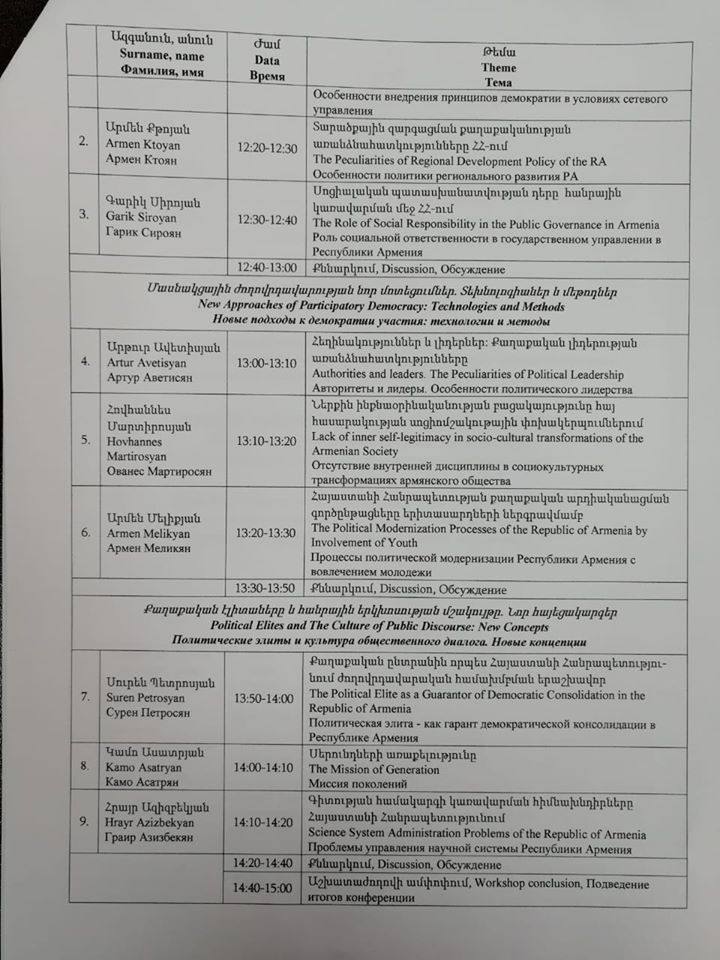 Ազգանուն, անուն
Surname, name
Фамилия, имя
Ժամ
Data
Время
Թեմա
Theme
Тема
Особенности внедрения принципов демократии в условиях сетевого
управления
2.
Արմեն Քթոյան
Armen Ktoyan
Армен Ктоян
12:20-12:30
Տարածքային զարգացման քաղաքականության
առանձնահատկությունները ՀՀ-ում
The Peculiarities of Regional Development Policy of the RA
Особенности политики регионального развития РА
3.
Գարիկ Սիրոյան
Garik Siroyan
Гарик Сироян
12:30-12:40
Սոցիալական պատասխանատվության դերը հանրային
կառավարման մեջ ՀՀ-ում
The Role of Social Responsibility in the Public Governance in Armenia
Роль социальной ответственности в государственном управлении в
Республики Армения
12:40-13:00
Քննարկում, Discussion, Обсуждение
Մասնակցային ժողովրդավարության նոր մոտեցումներ. Տեխնոլոգիաներ և մեթոդներ
New Approaches of Participatory Democracy: Technologies and Methods
Новые подходы к демократии участия: технологии и методы
4.
Արթուր Ավետիսյան
Artur Avetisyan
Артур Аветисян
13:00-13:10
Հեղինակություններ և լիդերներ: Քաղաքական լիդերության
առանձնահատկությունները
Authorities and leaders. The Peculiarities of Political Leadership
Авторитеты и лидеры. Особенности политического лидерства
5.
Հովհաննես
Մարտիրոսյան
Hovhannes
Martirosyan
Ованес Мартиросян
13:10-13:20
Ներքին ինքնաօրինականության բացակայությունը հայ
հասարակության սոցիոմշակութային փոխակերպումներում
Lack of inner self-legitimacy in socio-cultural transformations of the
Armenian Society
Отсутствие внутренней дисциплины в социокультурных
трансформациях армянского общества
6.
Արմեն Մելիքյան
Armen Melikyan
Армен Меликян
13:20-13:30
Հայաստանի Հանրապետության քաղաքական արդիականացման
գործընթացները երիտասարդների ներգրավմամբ
The Political Modernization Processes of the Republic of Armenia by
Involvement of Youth
Процессы политической модернизации Республики Армения с
вовлечением молодежи
13:30-13:50
Քննարկում, Discussion, Обсуждение
Քաղաքական էլիտաները և հանրային երկխոսության մշակույթը. Նոր հայեցակարգեր
Political Elites and The Culture of Public Discourse: New Concepts
Политические элиты и культура общественного диалога. Новые концепции
7.
Սուրեն Պետրոսյան
Suren Petrosyan
Сурен Петросян
13:50-14:00
Քաղաքական ընտրանին որպես Հայաստանի Հանրապետությու-
նում ժողովրդավարական համախմբման երաշխավոր
The Political Elite as a Guarantor of Democratic Consolidation in the
Republic of Armenia
Политическая элита - как гарант демократической консолидации в
Республике Армения
8.
Կամո Ասատրյան
Kamo Asatryan
Камо Асатрян
14:00-14:10
Սերունդների առաքելությունը
The Mission of Generation
Миссия поколений
9.
Հրայր Ազիզբեկյան
Hrayr Azizbekyan
Граир Азизбекян
14:10-14:20
Գիտության համակարգի կառավարման հիմնախնդիրները
Հայաստանի Հանրապետությունում
Science System Administration Problems of the Republic of Armenia
Проблемы управления научной системы Республики Армения
14:20-14:40
Քննարկում, Discussion, Обсуждение
14:40-15:00
Աշխատաժողովի ամփոփում, Workshop conclusion, Подведение
итогов конференции